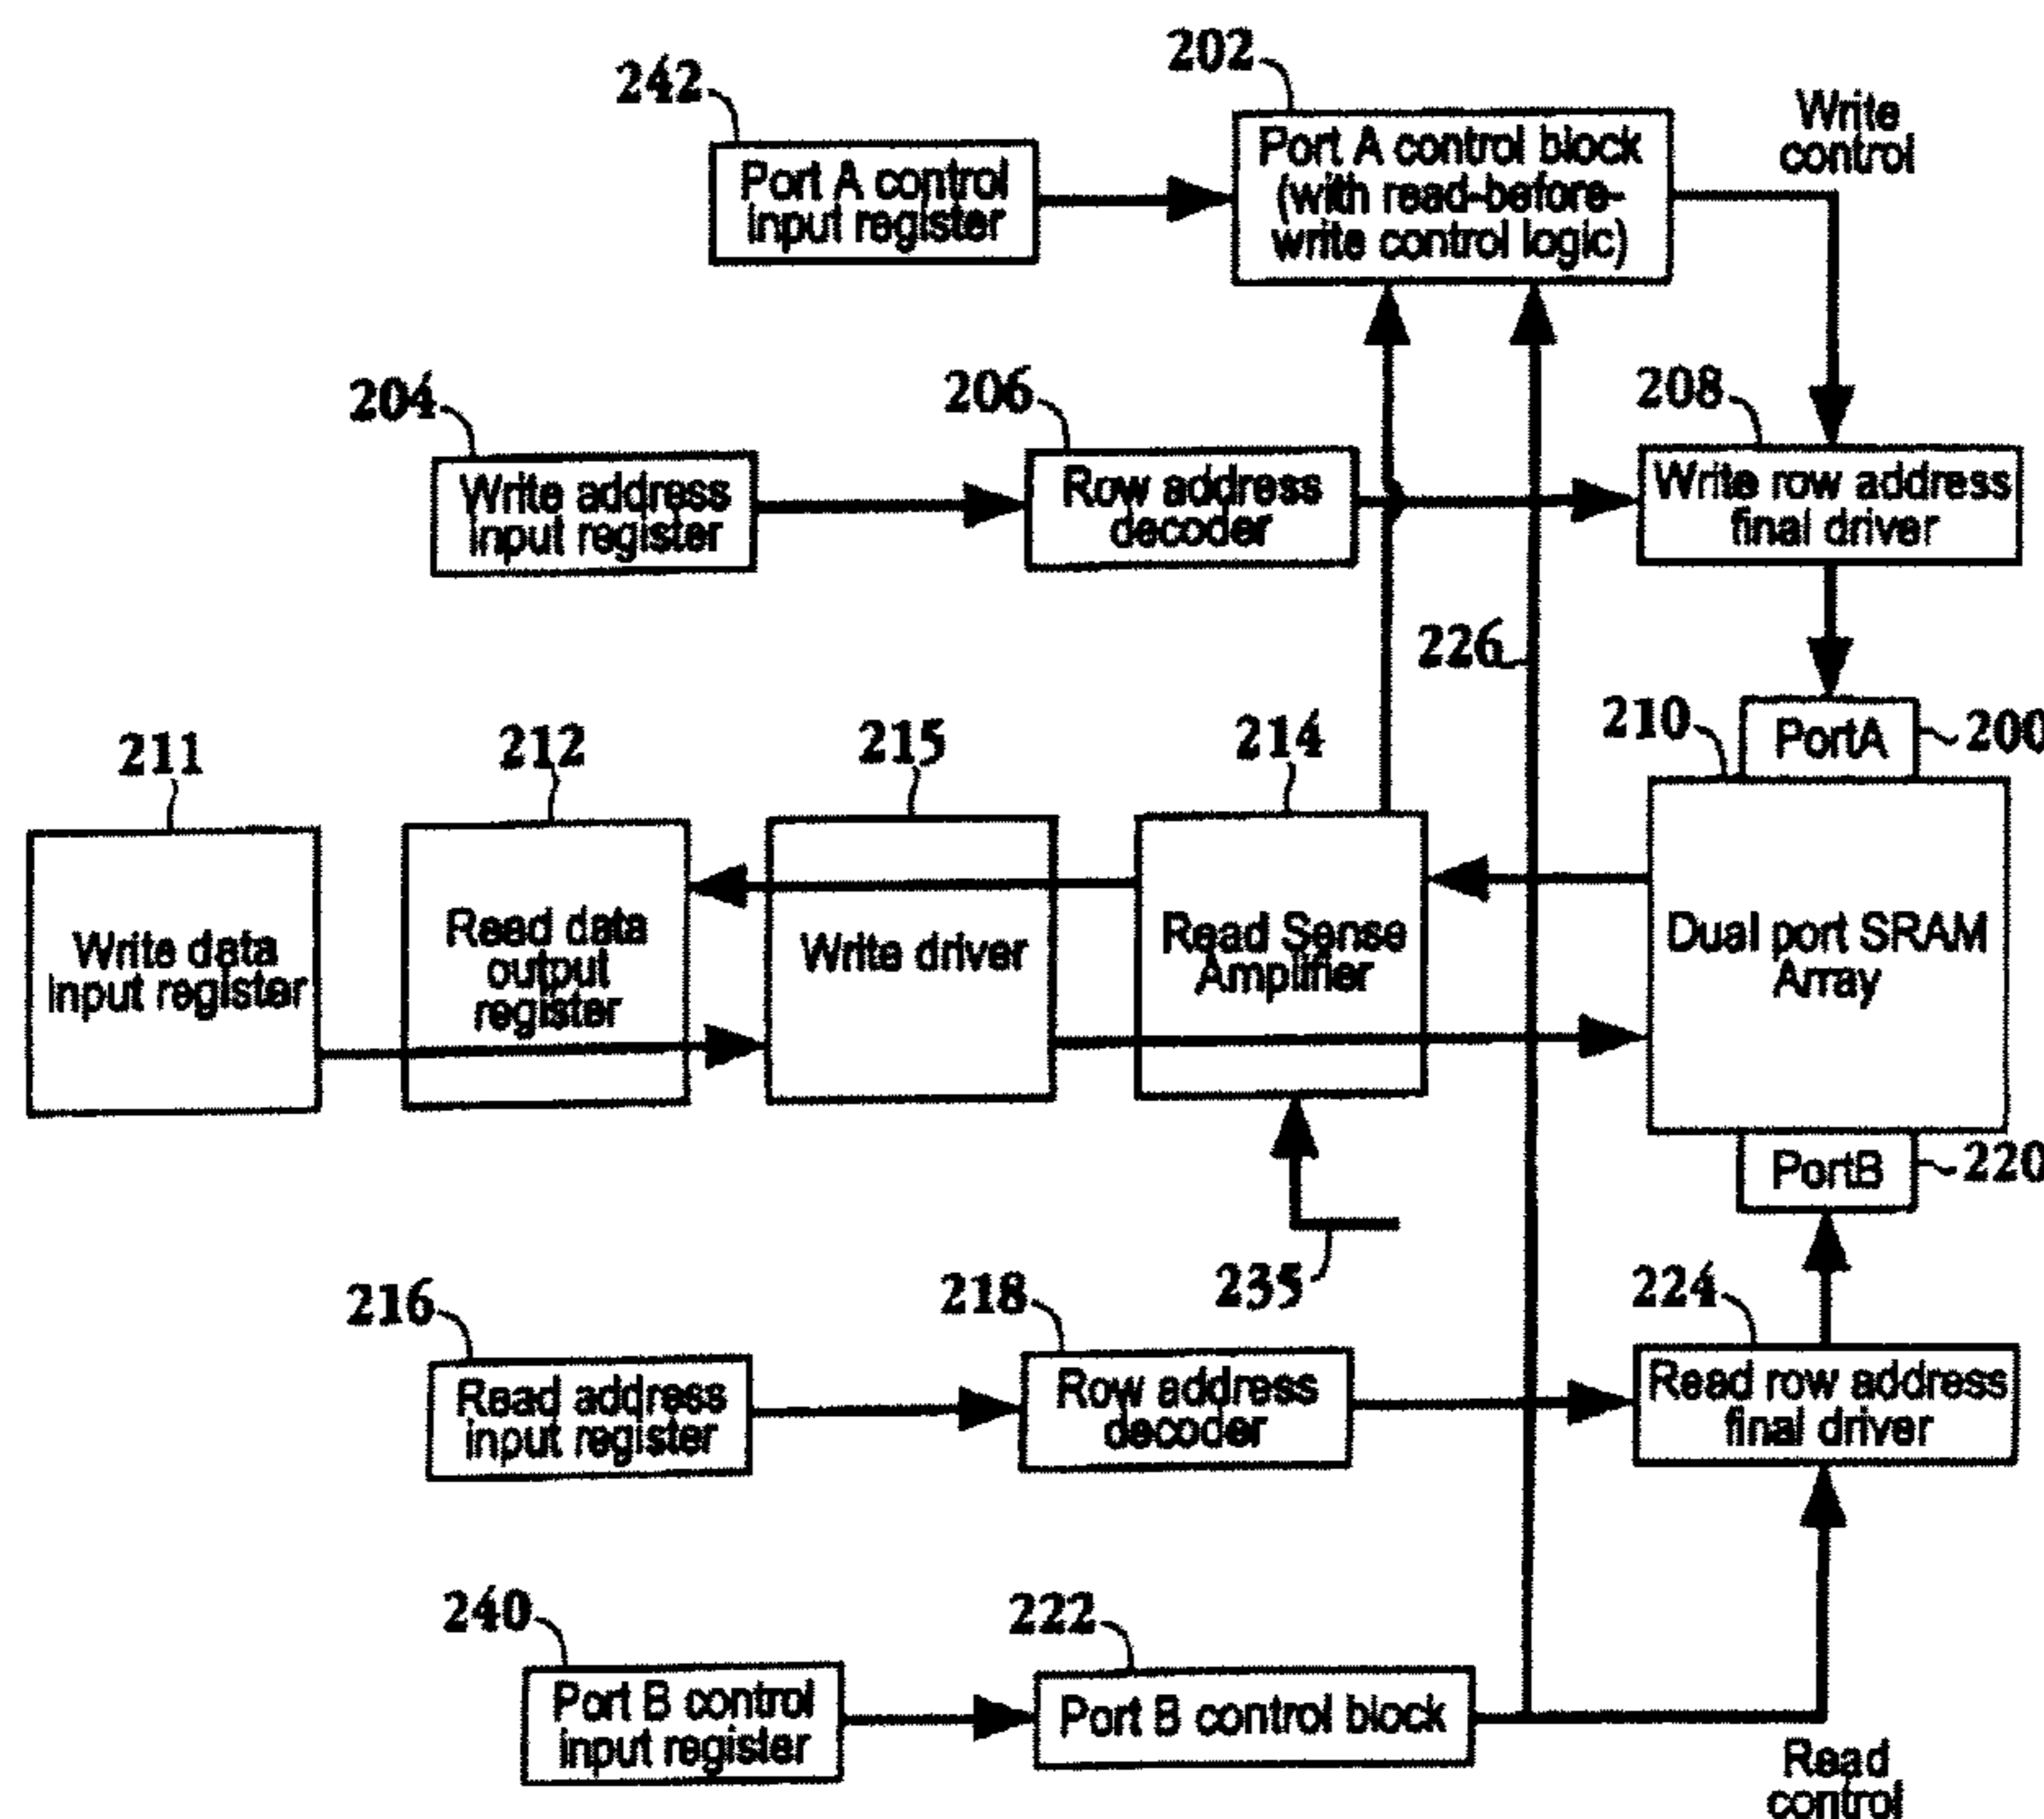 202
242
Port A control
input register
Port A control block
(with read-before-
write control logic)
Write
control
204
206
208
Write address
input register
Row address
decoder
Write row address
final driver
226
211
212
215
214
210
PortA
200
Write data
input register
Read data
output
register
Write driver
Read Sense
Amplifier
Dual port SRAM
Array
PortB
220
235
216
218
224
Read address
input register
Row address
decoder
Read row address
final driver
240
222
Port B control
input register
Port B control block
Read
control